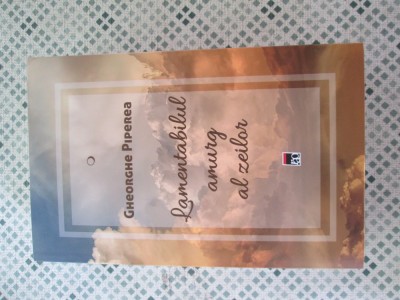 Gheorghe Piperea
Lamentabilul
amurg
al zeilor